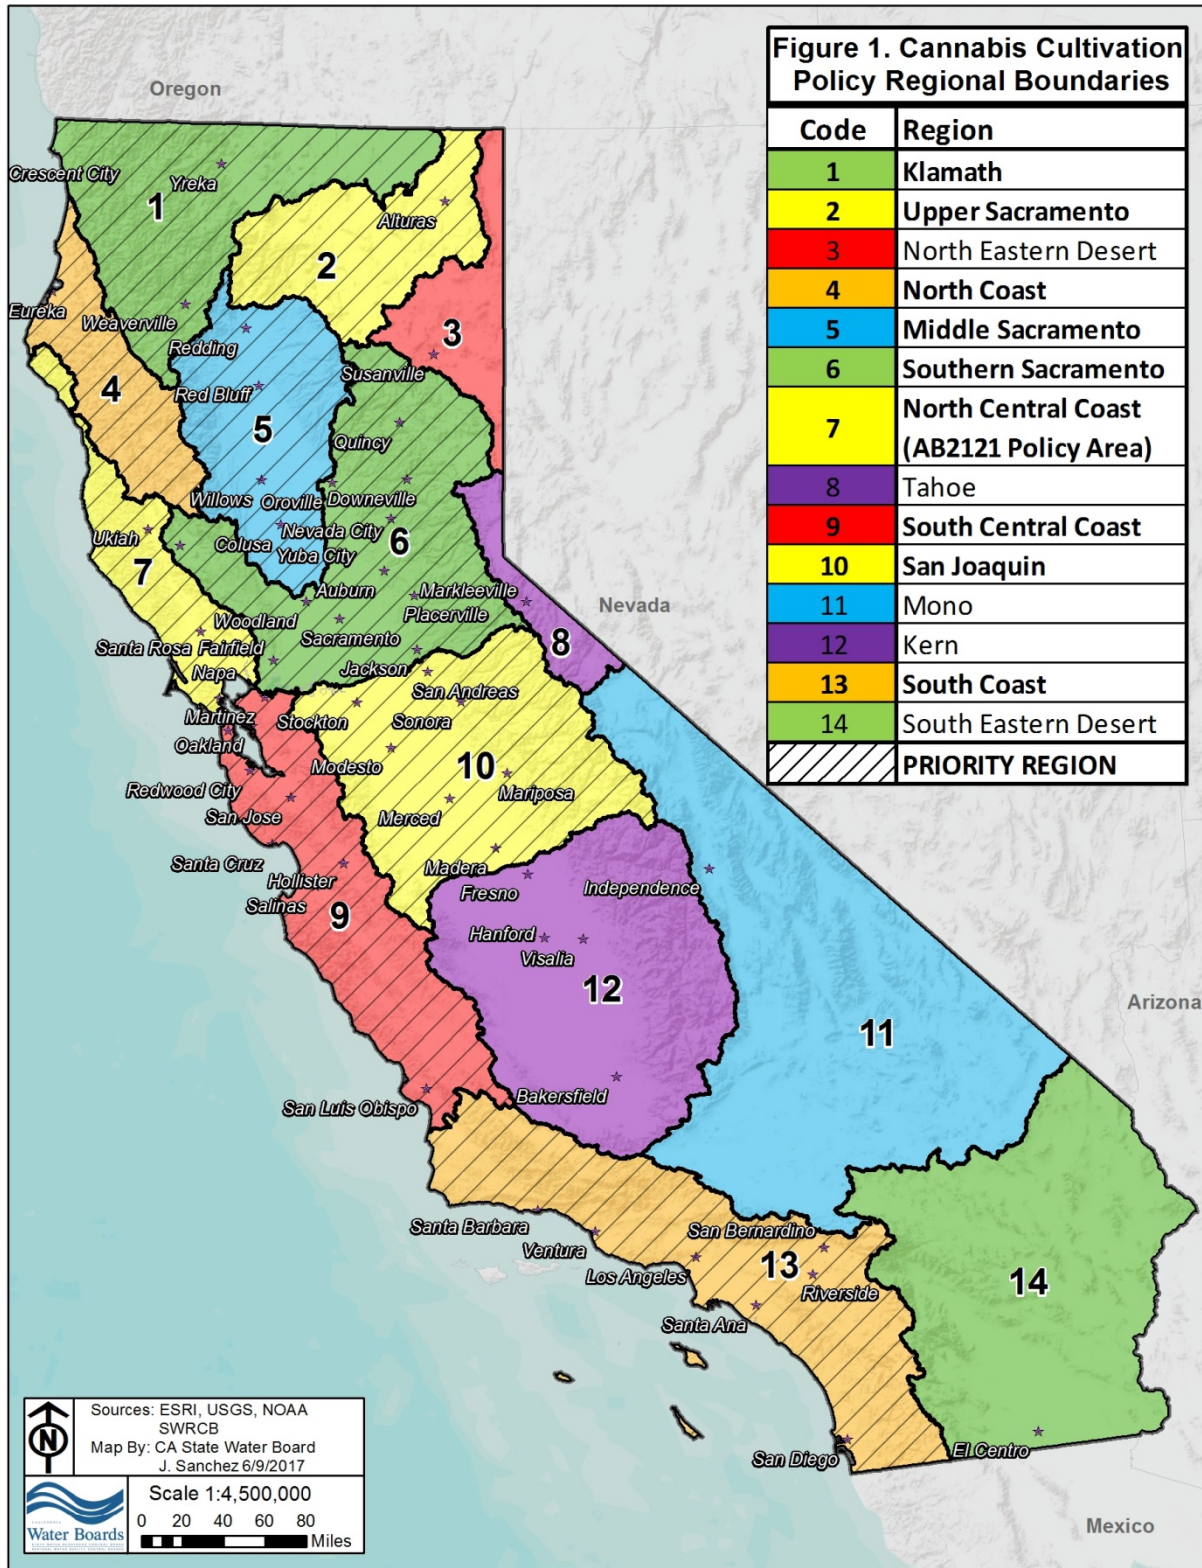 Figure 1. Cannabis Cultivation
Policy Regional Boundaries
Code Region
1 Klamath
2 Upper Sacramento
3 North Eastern Desert
4 North Coast
5 Middle Sacramento
6 Southern Sacramento
7 North Central Coast
(AB2121 Policy Area)
8 Tahoe
9 South Central Coast
10 San Joaquin
11 Mono
12 Kern
13 South Coast
14 South Eastern Desert
PRIORITY REGION
Oregon
Crescent City
Yreka
1
Alturas
2
Eureka
Weaverville
Redding
3
Susanville
4
Red Bluff
5
Quincy
Willows
Oroville
Downeville
Nevada City
Ukiah
Colusa
6
Yuba City
7
Auburn
Markleeville
Nevada
Woodland
Placerville
Sacramento
8
Santa Rosa
Fairfield
Napa
Jackson
San Andreas
Martinez
Stockton
Sonora
Oakland
Modesto
10
Redwood City
Mariposa
San Jose
Merced
Santa Cruz
Madera
Hollister
Fresno
Independence
Salinas
9
Hanford
Visalia
12
Arizona
11
Bakersfield
San Luis Obispo
Santa Barbara
San Bernardino
Ventura
Los Angeles
13
Riverside
14
Santa Ana
San Diego
El Centro
Mexico
N
Sources: ESRI, USGS, NOAA
SWRCB
Map By: CA State Water Board
J. Sanchez 6/9/2017
CALIFORNIA
Water Boards
Scale 1:4,500,000
0 20 40 60 80
Miles